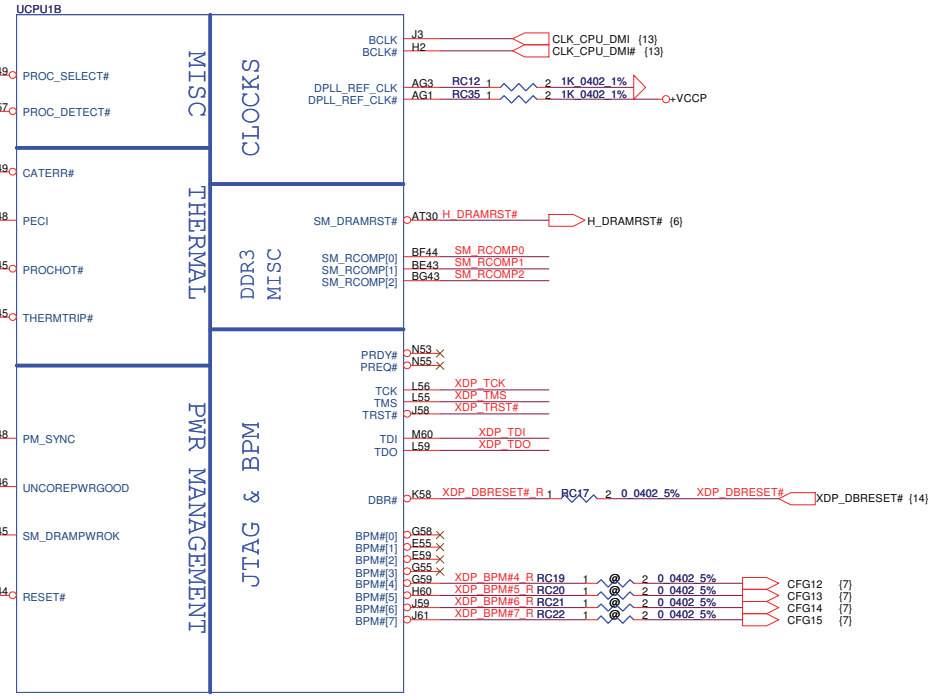 UCPU1B
MISC
CLOCKS
THERMAL
DDR3 MISC
PWR MANAGEMENT
JTAG & BPM
PROC_SELECT#
PROC_DETECT#
CATERR#
PECI
PROCHOT#
THERMTRIP#
PM_SYNC
UNCOREPWRGOOD
SM_DRAMPWROK
RESET#
BCLK J3 CLK_CPU_DMI {13}
BCLK# H2 CLK_CPU_DMI# {13}
DPLL_REF_CLK AG3 RC12 1 2 1K_0402_1%
DPLL_REF_CLK# AG1 RC35 1 2 1K_0402_1% +VCCP
SM_DRAMRST# AT30 H_DRAMRST# H_DRAMRST# {6}
SM_RCOMP[0] BF44 SM_RCOMP0
SM_RCOMP[1] BE43 SM_RCOMP1
SM_RCOMP[2] BG43 SM_RCOMP2
PRDY# N53
PREQ# N55
TCK L56 XDP_TCK
TMS L55 XDP_TMS
TRST# J58 XDP_TRST#
TDI M60 XDP_TDI
TDO L59 XDP_TDO
DBR# K58 XDP_DBRESET#_R 1 RC17 2 0_0402_5% XDP_DBRESET# XDP_DBRESET# {14}
BPM#[0] G58
BPM#[1] E55
BPM#[2] E59
BPM#[3] G55
BPM#[4] G59 XDP_BPM#4_R RC19 1 @ 2 0_0402_5% CFG12 {7}
BPM#[5] H60 XDP_BPM#5_R RC20 1 @ 2 0_0402_5% CFG13 {7}
BPM#[6] J59 XDP_BPM#6_R RC21 1 @ 2 0_0402_5% CFG14 {7}
BPM#[7] J61 XDP_BPM#7_R RC22 1 @ 2 0_0402_5% CFG15 {7}